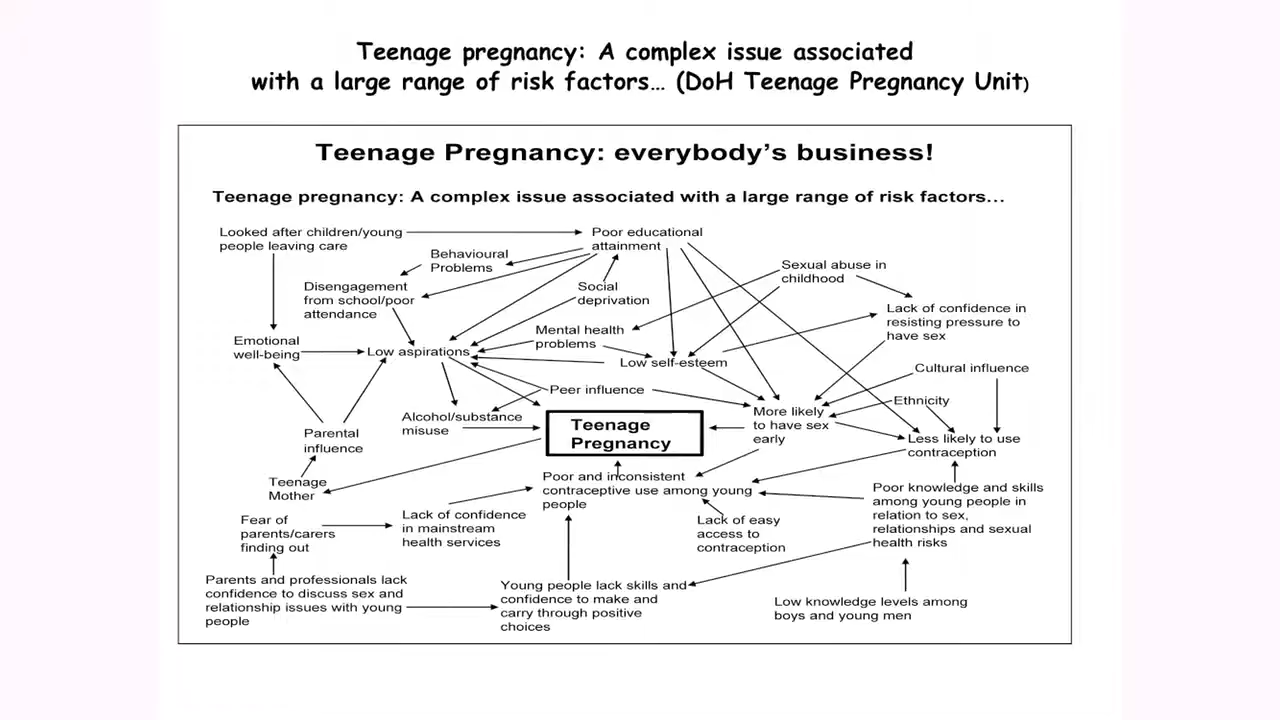 Teenage pregnancy: A complex issue associated
with a large range of risk factors… (DoH Teenage Pregnancy Unit)
Teenage Pregnancy: everybody's business!
Teenage pregnancy: A complex issue associated with a large range of risk factors…
Looked after children/young
people leaving care
Poor educational
attainment
Behavioural
Problems
Sexual abuse in
childhood
Disengagement
from school/poor
attendance
Social
deprivation
Lack of confidence in
resisting pressure to
have sex
Mental health
problems
Emotional
well-being
Low aspirations
Low self-esteem
Cultural influence
Peer influence
Ethnicity
Alcohol/substance
misuse
Teenage
Pregnancy
More likely
to have sex
early
Less likely to use
contraception
Parental
influence
Teenage
Mother
Poor and inconsistent
contraceptive use among young
people
Poor knowledge and skills
among young people in
relation to sex,
relationships and sexual
health risks
Fear of
parents/carers
finding out
Lack of confidence
in mainstream
health services
Lack of easy
access to
contraception
Parents and professionals lack
confidence to discuss sex and
relationship issues with young
people
Young people lack skills and
confidence to make and
carry through positive
choices
Low knowledge levels among
boys and young men